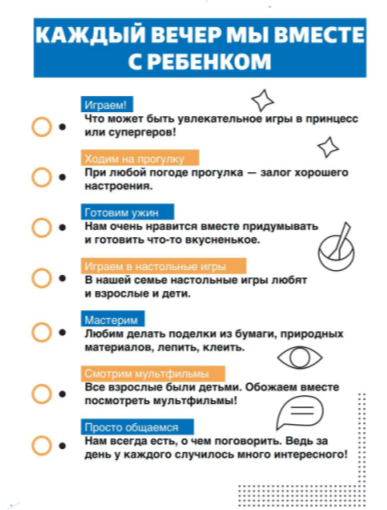 КАЖДЫЙ ВЕЧЕР МЫ ВМЕСТЕ
С РЕБЕНКОМ
Играем!
Что может быть увлекательное игры в принцесс
или супергеров!
Ходим на прогулку
При любой погоде прогулка — залог хорошего
настроения.
Готовим ужин
Нам очень нравится вместе придумывать
и готовить что-то вкусненькое.
Играем в настольные игры
В нашей семье настольные игры любят
и взрослые и дети.
Мастерим
Любим делать поделки из бумаги, природных
материалов, лепить, клеить.
Смотрим мультфильмы
Все взрослые были детьми. Обожаем вместе
посмотреть мультфильмы!
Просто общаемся
Нам всегда есть, о чем поговорить. Ведь за
день у каждого случилось много интересного!